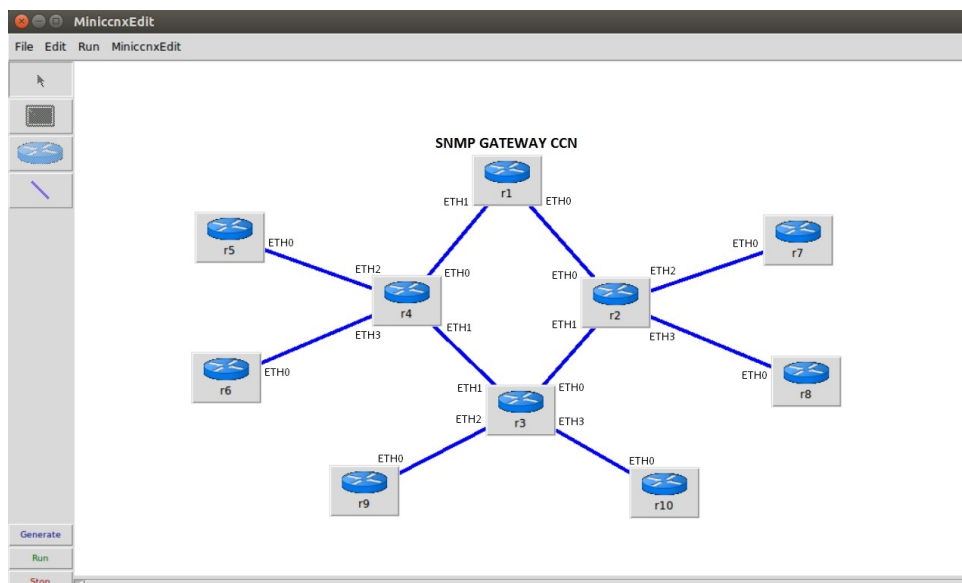 MiniccnxEdit
File Edit Run MiniccnxEdit
SNMP GATEWAY CCN
r1
ETH1 ETH0
r5
ETH0
r7
ETH0
ETH2 ETH0
r4
ETH3 ETH1
ETH0 ETH2
r2
ETH1 ETH3
r6
ETH0
r8
ETH0
ETH1 ETH0
r3
ETH2 ETH3
ETH0
r9
ETH0
r10
Generate
Run
Stop